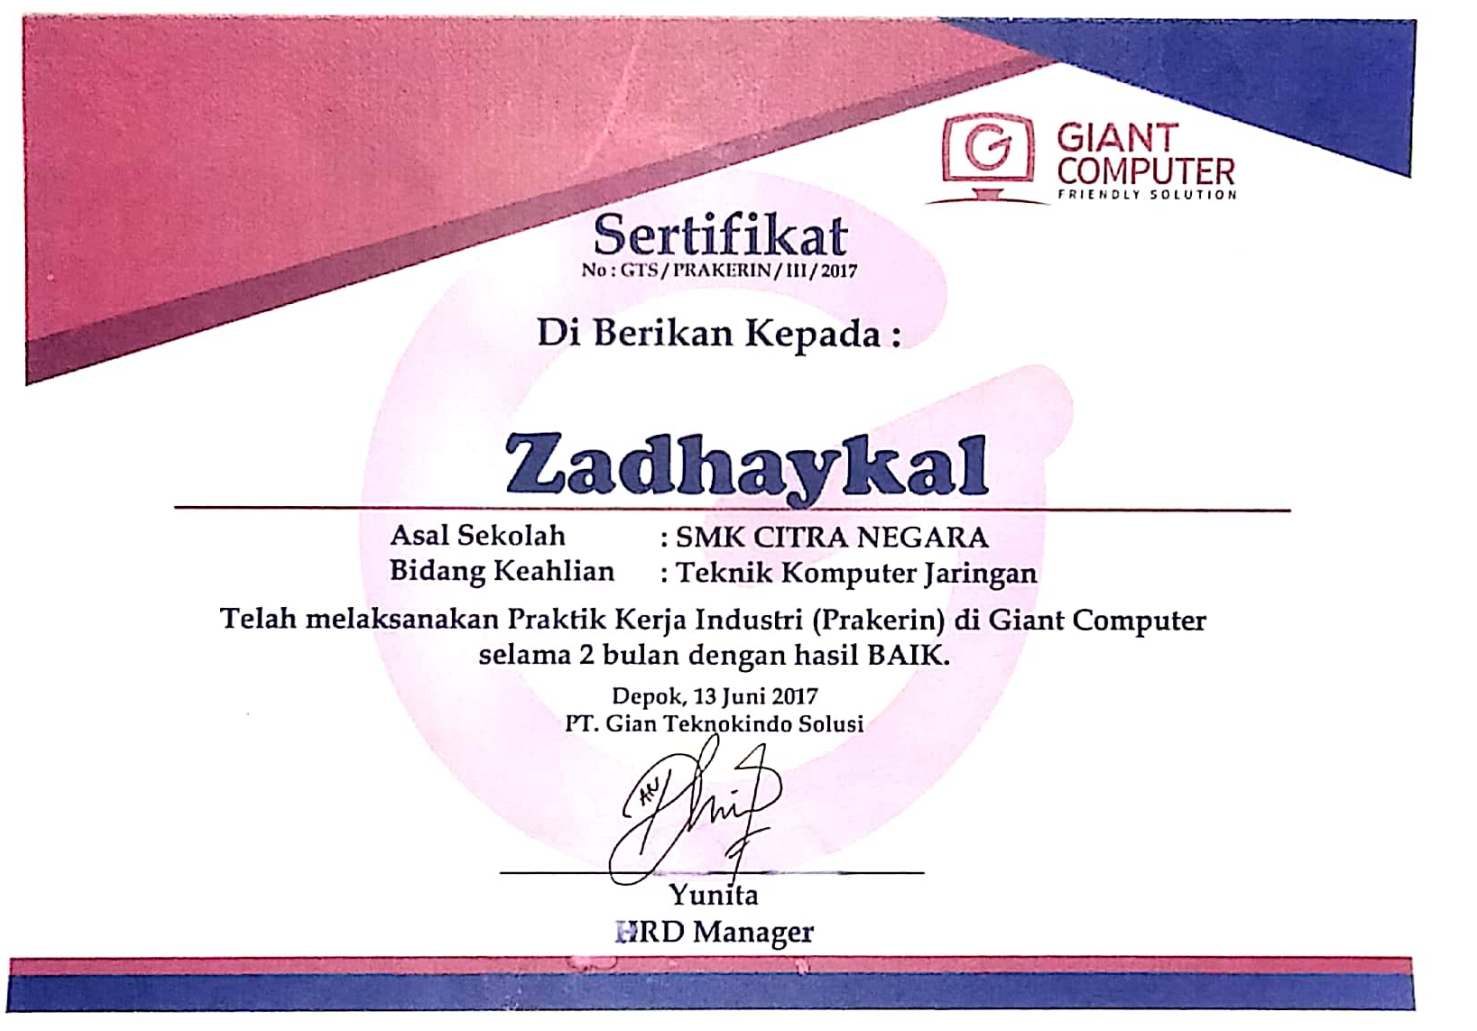 GIANT
COMPUTER
FRIENDLY SOLUTION
Sertifikat
No : GTS/PRAKERIN/III/2017
Di Berikan Kepada :
Zadhaykal
Asal Sekolah : SMK CITRA NEGARA
Bidang Keahlian : Teknik Komputer Jaringan
Telah melaksanakan Praktik Kerja Industri (Prakerin) di Giant Computer
selama 2 bulan dengan hasil BAIK.
Depok, 13 Juni 2017
PT. Gian Teknokindo Solusi
AN
Yunita
HRD Manager